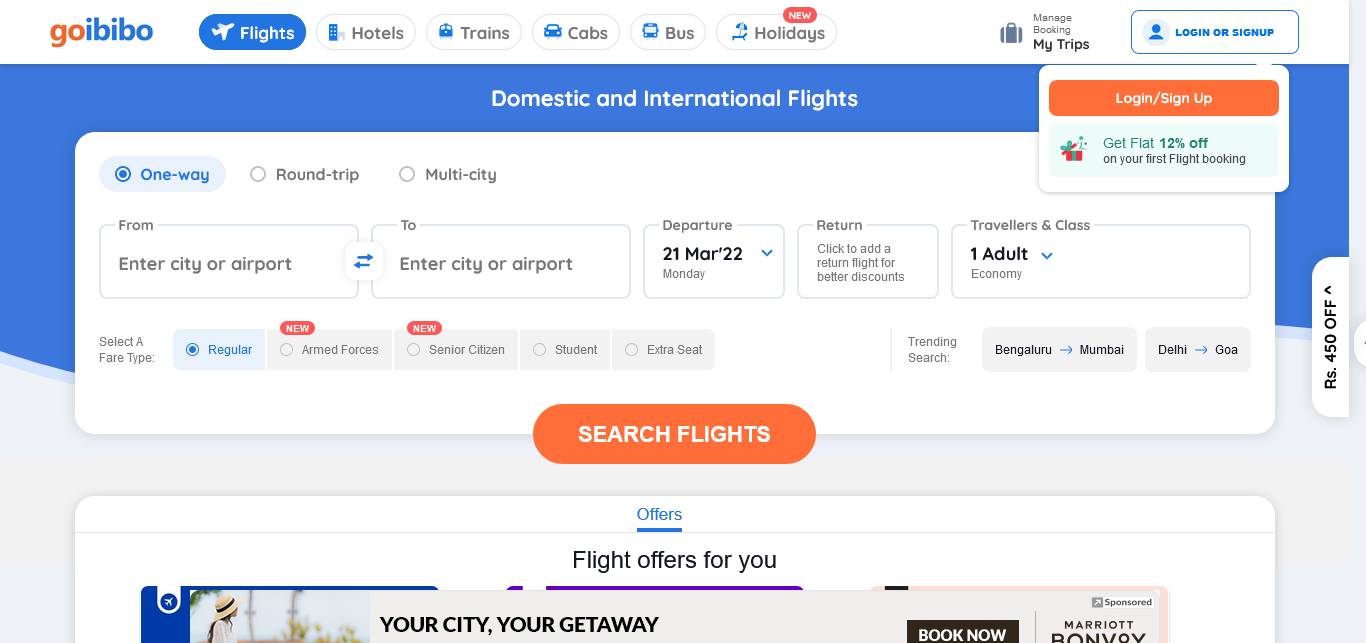 goibibo
Flights
Hotels
Trains
Cabs
Bus
NEW
Holidays
Manage
Booking
My Trips
LOGIN OR SIGNUP
Login/Sign Up
Get Flat 12% off
on your first Flight booking
Domestic and International Flights
One-way
Round-trip
Multi-city
From
Enter city or airport
To
Enter city or airport
Departure
21 Mar'22
Monday
Return
Click to add a
return flight for
better discounts
Travellers & Class
1 Adult
Economy
Rs. 450 OFF
Select A
Fare Type:
Regular
NEW
Armed Forces
NEW
Senior Citizen
Student
Extra Seat
Trending
Search:
Bengaluru → Mumbai
Delhi → Goa
SEARCH FLIGHTS
Offers
Flight offers for you
Sponsored
YOUR CITY, YOUR GETAWAY
BOOK NOW
MARRIOTT
BONVOY